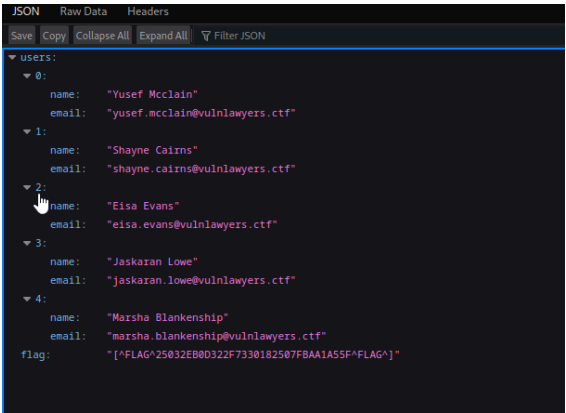 JSON Raw Data Headers
Save Copy Collapse All Expand All Filter JSON
users:
0:
name: "Yusef Mcclain"
email: "yusef.mcclain@vulnlawyers.ctf"
1:
name: "Shayne Cairns"
email: "shayne.cairns@vulnlawyers.ctf"
2:
name: "Eisa Evans"
email: "eisa.evans@vulnlawyers.ctf"
3:
name: "Jaskaran Lowe"
email: "jaskaran.lowe@vulnlawyers.ctf"
4:
name: "Marsha Blankenship"
email: "marsha.blankenship@vulnlawyers.ctf"
flag: "[^FLAG^25032EB0D322F7330182507FBAA1A55F^FLAG^]"